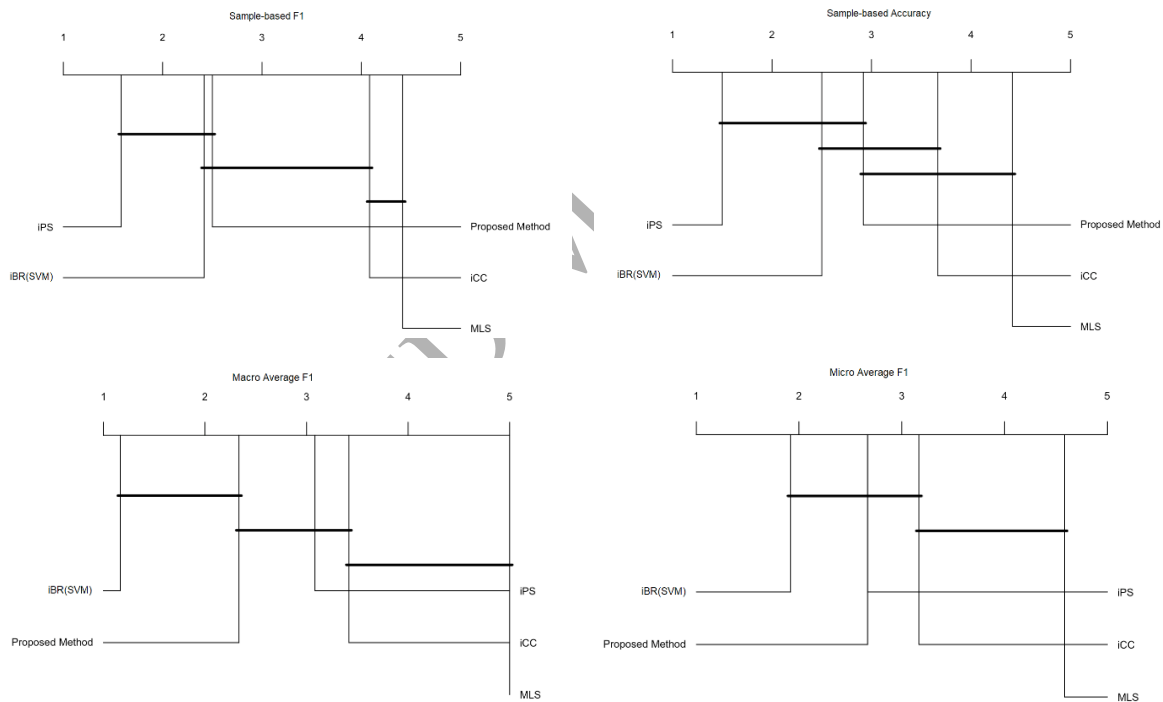 Sample-based F1
1 2 3 4 5
iPS
Proposed Method
iBR(SVM)
iCC
MLS
Sample-based Accuracy
1 2 3 4 5
iPS
Proposed Method
iBR(SVM)
iCC
MLS
Macro Average F1
1 2 3 4 5
iBR(SVM)
iPS
Proposed Method
iCC
MLS
Micro Average F1
1 2 3 4 5
iBR(SVM)
iPS
Proposed Method
iCC
MLS